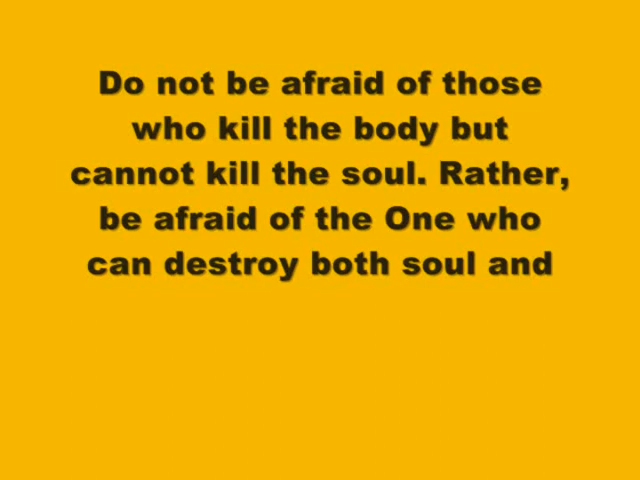 Do not be afraid of those
who kill the body but
cannot kill the soul. Rather,
be afraid of the One who
can destroy both soul and